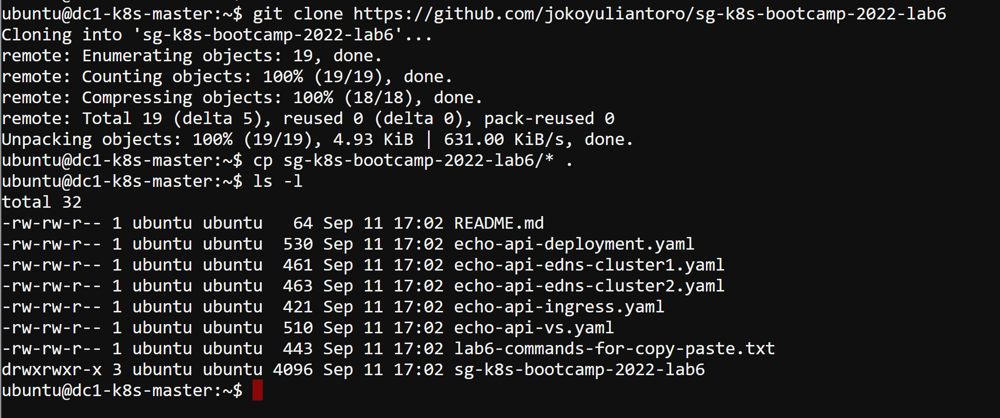 ubuntu@dc1-k8s-master:~$ git clone https://github.com/jokoyuliantoro/sg-k8s-bootcamp-2022-lab6
Cloning into 'sg-k8s-bootcamp-2022-lab6'...
remote: Enumerating objects: 19, done.
remote: Counting objects: 100% (19/19), done.
remote: Compressing objects: 100% (18/18), done.
remote: Total 19 (delta 5), reused 0 (delta 0), pack-reused 0
Unpacking objects: 100% (19/19), 4.93 KiB | 631.00 KiB/s, done.
ubuntu@dc1-k8s-master:~$ cp sg-k8s-bootcamp-2022-lab6/* .
ubuntu@dc1-k8s-master:~$ ls -l
total 32
-rw-rw-r-- 1 ubuntu ubuntu   64 Sep 11 17:02 README.md
-rw-rw-r-- 1 ubuntu ubuntu  530 Sep 11 17:02 echo-api-deployment.yaml
-rw-rw-r-- 1 ubuntu ubuntu  461 Sep 11 17:02 echo-api-edns-cluster1.yaml
-rw-rw-r-- 1 ubuntu ubuntu  463 Sep 11 17:02 echo-api-edns-cluster2.yaml
-rw-rw-r-- 1 ubuntu ubuntu  421 Sep 11 17:02 echo-api-ingress.yaml
-rw-rw-r-- 1 ubuntu ubuntu  510 Sep 11 17:02 echo-api-vs.yaml
-rw-rw-r-- 1 ubuntu ubuntu  443 Sep 11 17:02 lab6-commands-for-copy-paste.txt
drwxrwxr-x 3 ubuntu ubuntu 4096 Sep 11 17:02 sg-k8s-bootcamp-2022-lab6
ubuntu@dc1-k8s-master:~$